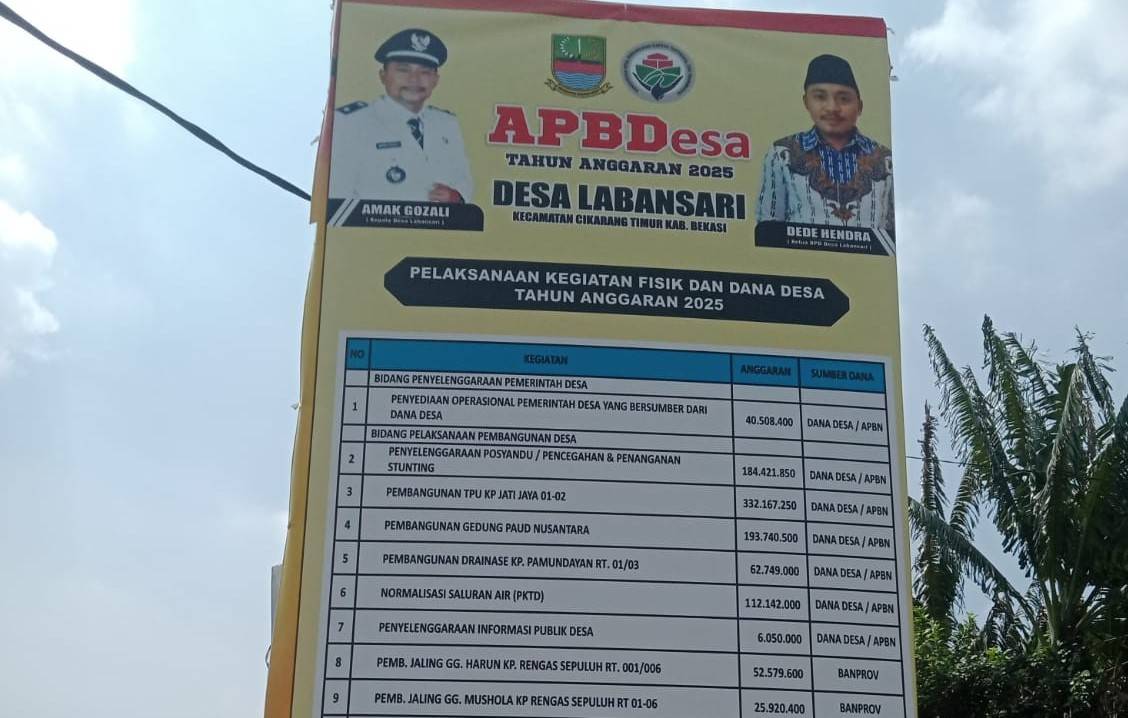 APBDesa
TAHUN ANGGARAN 2025
DESA LABANSARI
KECAMATAN CIKARANG TIMUR KAB. BEKASI
AMAK GOZALI
( Kepala Desa Labansari )
DEDE HENDRA
( Ketua BPD Desa Labansari )
PELAKSANAAN KEGIATAN FISIK DAN DANA DESA
TAHUN ANGGARAN 2025
NO KEGIATAN ANGGARAN SUMBER DANA
BIDANG PENYELENGGARAAN PEMERINTAH DESA
1 PENYEDIAAN OPERASIONAL PEMERINTAH DESA YANG BERSUMBER DARI
DANA DESA 40.508.400 DANA DESA / APBN
BIDANG PELAKSANAAN PEMBANGUNAN DESA
2 PENYELENGGARAAN POSYANDU / PENCEGAHAN & PENANGANAN
STUNTING 184.421.850 DANA DESA / APBN
3 PEMBANGUNAN TPU KP JATI JAYA 01-02 332.167.250 DANA DESA / APBN
4 PEMBANGUNAN GEDUNG PAUD NUSANTARA 193.740.500 DANA DESA / APBN
5 PEMBANGUNAN DRAINASE KP. PAMUNDAYAN RT. 01/03 62.749.000 DANA DESA / APBN
6 NORMALISASI SALURAN AIR (PKTD) 112.142.000 DANA DESA / APBN
7 PENYELENGGARAAN INFORMASI PUBLIK DESA 6.050.000 DANA DESA / APBN
8 PEMB. JALING GG. HARUN KP. RENGAS SEPULUH RT. 001/006 52.579.600 BANPROV
9 PEMB. JALING GG. MUSHOLA KP RENGAS SEPULUH RT 01-06 25.920.400 BANPROV